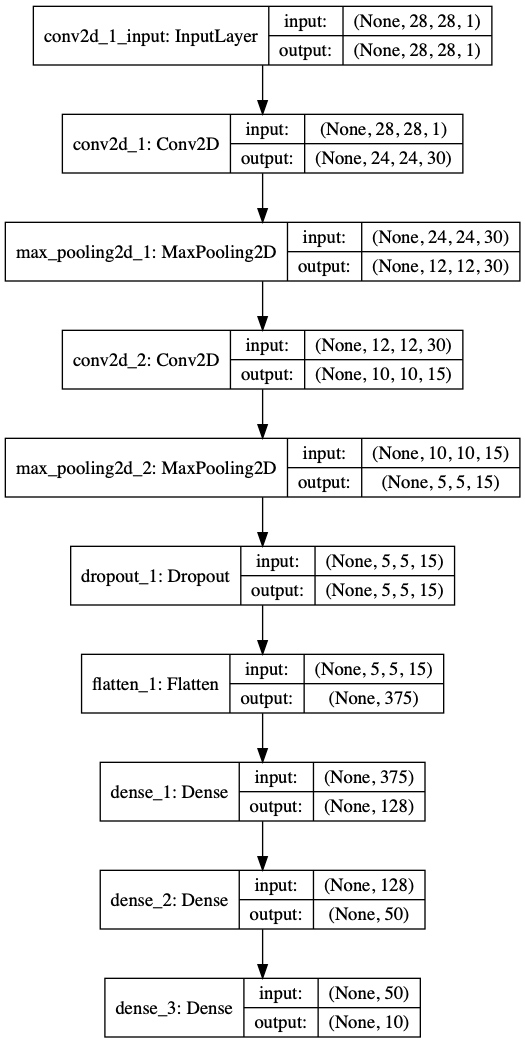 conv2d_1_input: InputLayer
input: (None, 28, 28, 1)
output: (None, 28, 28, 1)
conv2d_1: Conv2D
input: (None, 28, 28, 1)
output: (None, 24, 24, 30)
max_pooling2d_1: MaxPooling2D
input: (None, 24, 24, 30)
output: (None, 12, 12, 30)
conv2d_2: Conv2D
input: (None, 12, 12, 30)
output: (None, 10, 10, 15)
max_pooling2d_2: MaxPooling2D
input: (None, 10, 10, 15)
output: (None, 5, 5, 15)
dropout_1: Dropout
input: (None, 5, 5, 15)
output: (None, 5, 5, 15)
flatten_1: Flatten
input: (None, 5, 5, 15)
output: (None, 375)
dense_1: Dense
input: (None, 375)
output: (None, 128)
dense_2: Dense
input: (None, 128)
output: (None, 50)
dense_3: Dense
input: (None, 50)
output: (None, 10)